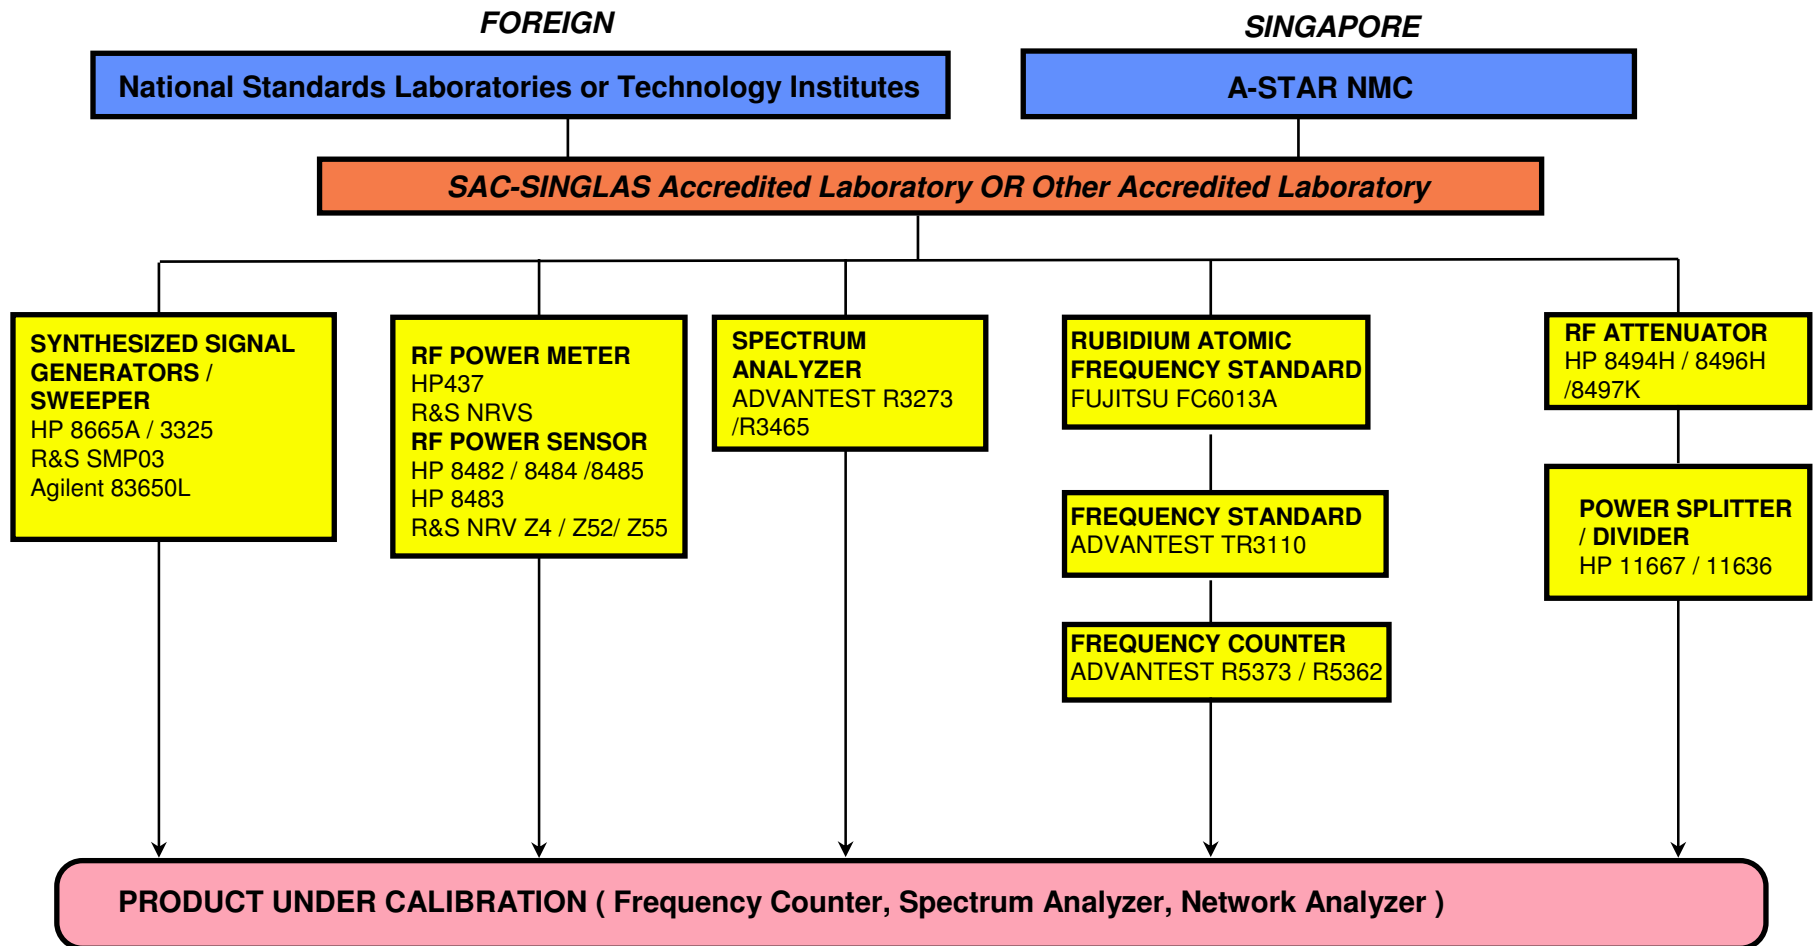 FOREIGN
SINGAPORE
National Standards Laboratories or Technology Institutes
A-STAR NMC
SAC-SINGLAS Accredited Laboratory OR Other Accredited Laboratory
SYNTHESIZED SIGNAL
GENERATORS /
SWEEPER
HP 8665A / 3325
R&S SMP03
Agilent 83650L
RF POWER METER
HP437
R&S NRVS
RF POWER SENSOR
HP 8482 / 8484 /8485
HP 8483
R&S NRV Z4 / Z52/ Z55
SPECTRUM
ANALYZER
ADVANTEST R3273
/R3465
RUBIDIUM ATOMIC
FREQUENCY STANDARD
FUJITSU FC6013A
FREQUENCY STANDARD
ADVANTEST TR3110
FREQUENCY COUNTER
ADVANTEST R5373 / R5362
RF ATTENUATOR
HP 8494H / 8496H
/8497K
POWER SPLITTER
/ DIVIDER
HP 11667 / 11636
PRODUCT UNDER CALIBRATION ( Frequency Counter, Spectrum Analyzer, Network Analyzer )